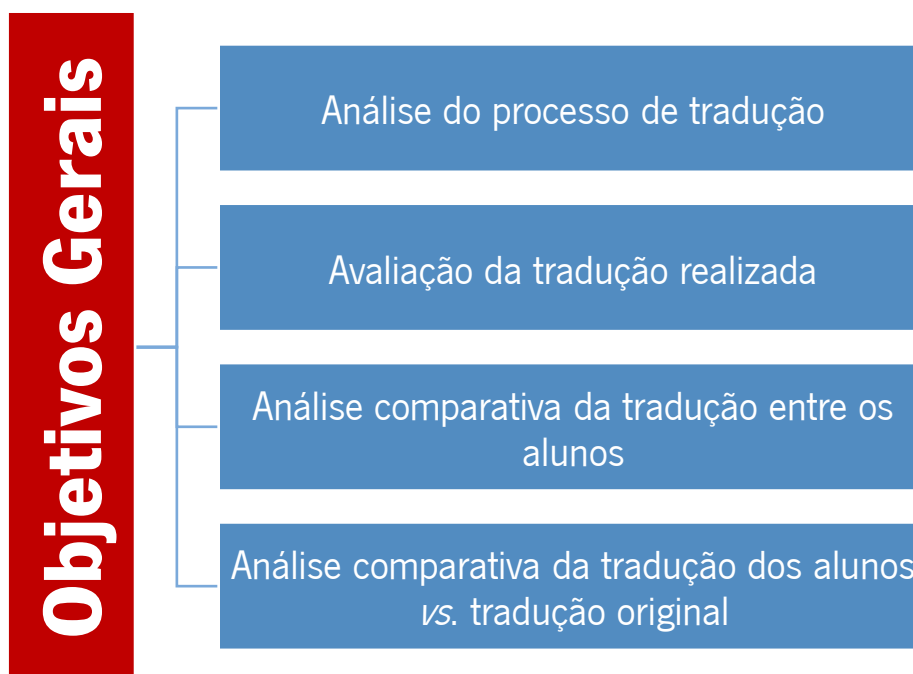 Objetivos Gerais
Análise do processo de tradução
Avaliação da tradução realizada
Análise comparativa da tradução entre os
alunos
Análise comparativa da tradução dos alunos
vs. tradução original